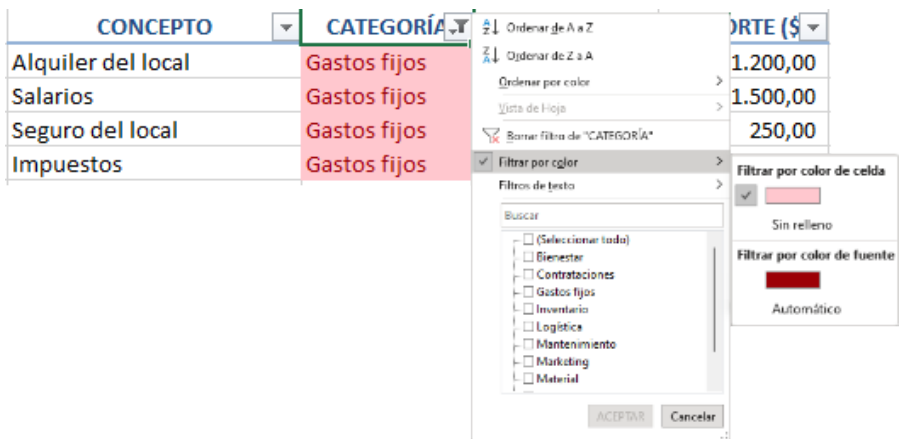 CONCEPTO
CATEGORÍA
ORTE ($
Alquiler del local
Gastos fijos
1.200,00
Salarios
Gastos fijos
1.500,00
Seguro del local
Gastos fijos
250,00
Impuestos
Gastos fijos
Ordenar de A a Z
Ordenar de Z a A
Ordenar por color
Vista de Hoja
Borrar filtro de "CATEGORÍA"
Filtrar por color
Filtros de texto
Buscar
(Seleccionar todo)
Bienestar
Contrataciones
Gastos fijos
Inventario
Logística
Mantenimiento
Marketing
Material
ACEPTAR
Cancelar
Filtrar por color de celda
Sin relleno
Filtrar por color de fuente
Automático